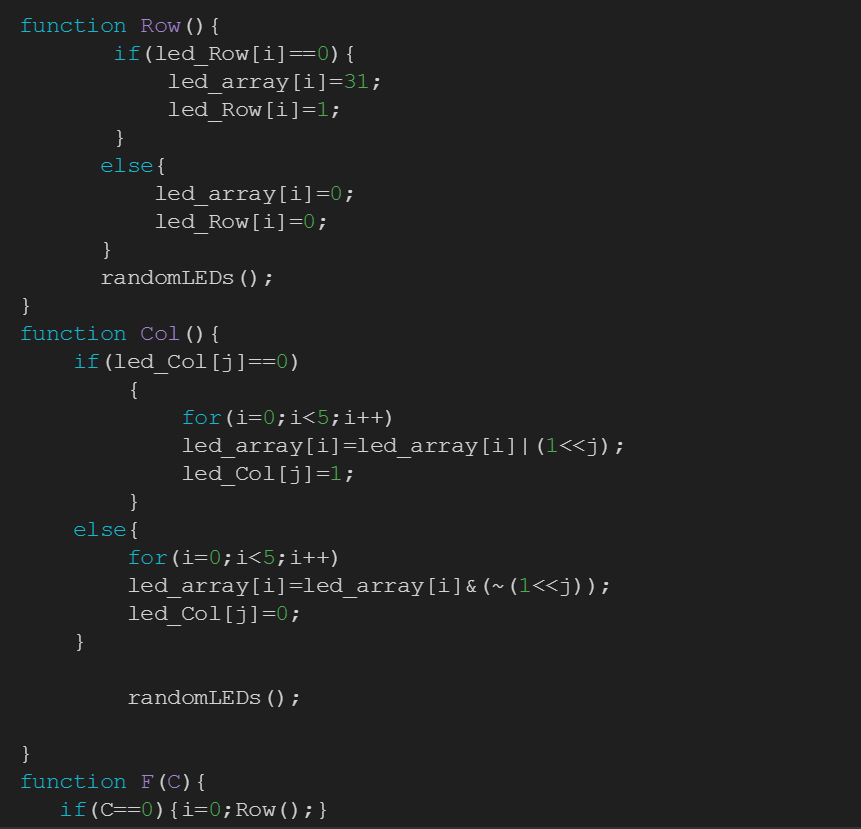 function Row(){
if(led_Row[i]==0){
led_array[i]=31;
led_Row[i]=1;
}
else{
led_array[i]=0;
led_Row[i]=0;
}
randomLEDs();
}
function Col(){
if(led_Col[j]==0)
{
for(i=0;i<5;i++)
led_array[i]=led_array[i]|(1<<j);
led_Col[j]=1;
}
else{
for(i=0;i<5;i++)
led_array[i]=led_array[i]&(~(1<<j));
led_Col[j]=0;
}
randomLEDs();
}
function F(C){
if(C==0){i=0;Row();}